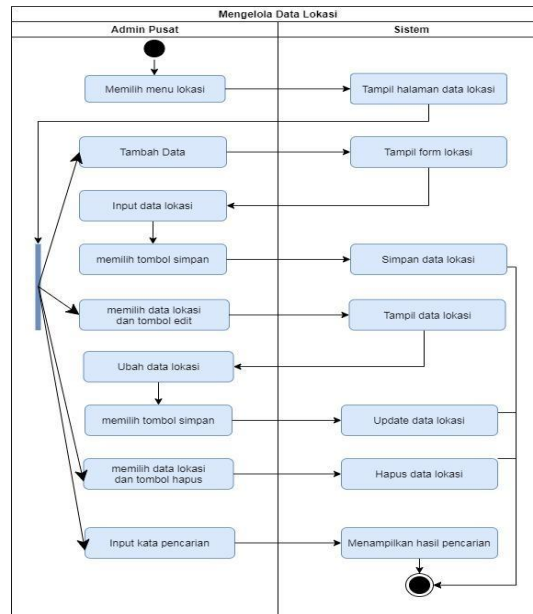 Mengelola Data Lokasi
Admin Pusat
Sistem
Memilih menu lokasi
Tampil halaman data lokasi
Tambah Data
Tampil form lokasi
Input data lokasi
memilih tombol simpan
Simpan data lokasi
memilih data lokasi
dan tombol edit
Tampil data lokasi
Ubah data lokasi
memilih tombol simpan
Update data lokasi
memilih data lokasi
dan tombol hapus
Hapus data lokasi
Input kata pencarian
Menampilkan hasil pencarian